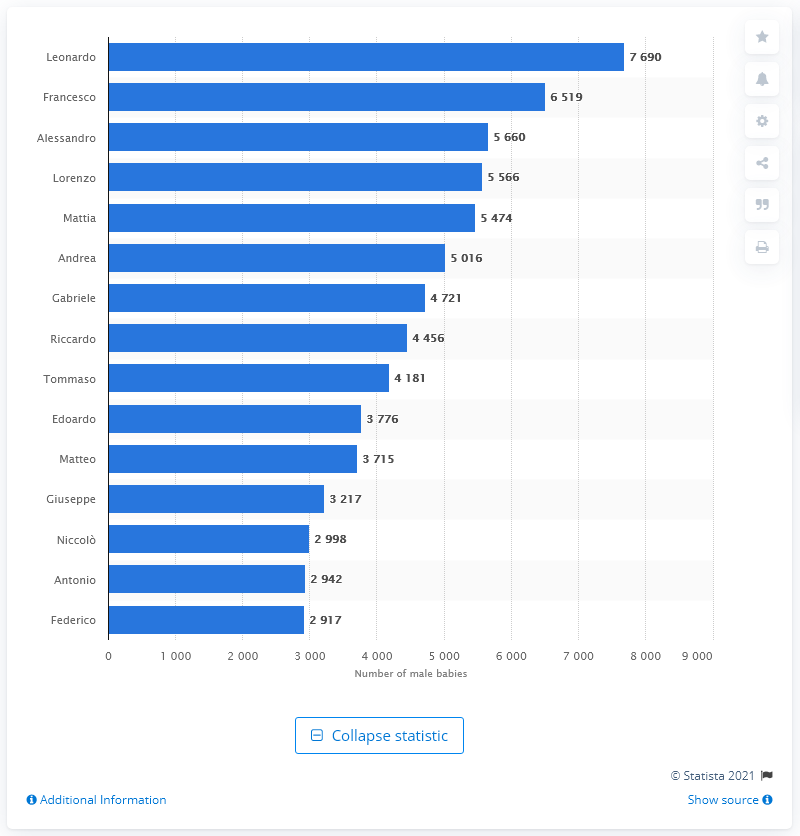 Leonardo 7 690
Francesco 6 519
Alessandro 5 660
Lorenzo 5 566
Mattia 5 474
Andrea 5 016
Gabriele 4 721
Riccardo 4 456
Tommaso 4 181
Edoardo 3 776
Matteo 3 715
Giuseppe 3 217
Niccolò 2 998
Antonio 2 942
Federico 2 917
0 1 000 2 000 3 000 4 000 5 000 6 000 7 000 8 000 9 000
Number of male babies
Collapse statistic
© Statista 2021
Additional Information Show source